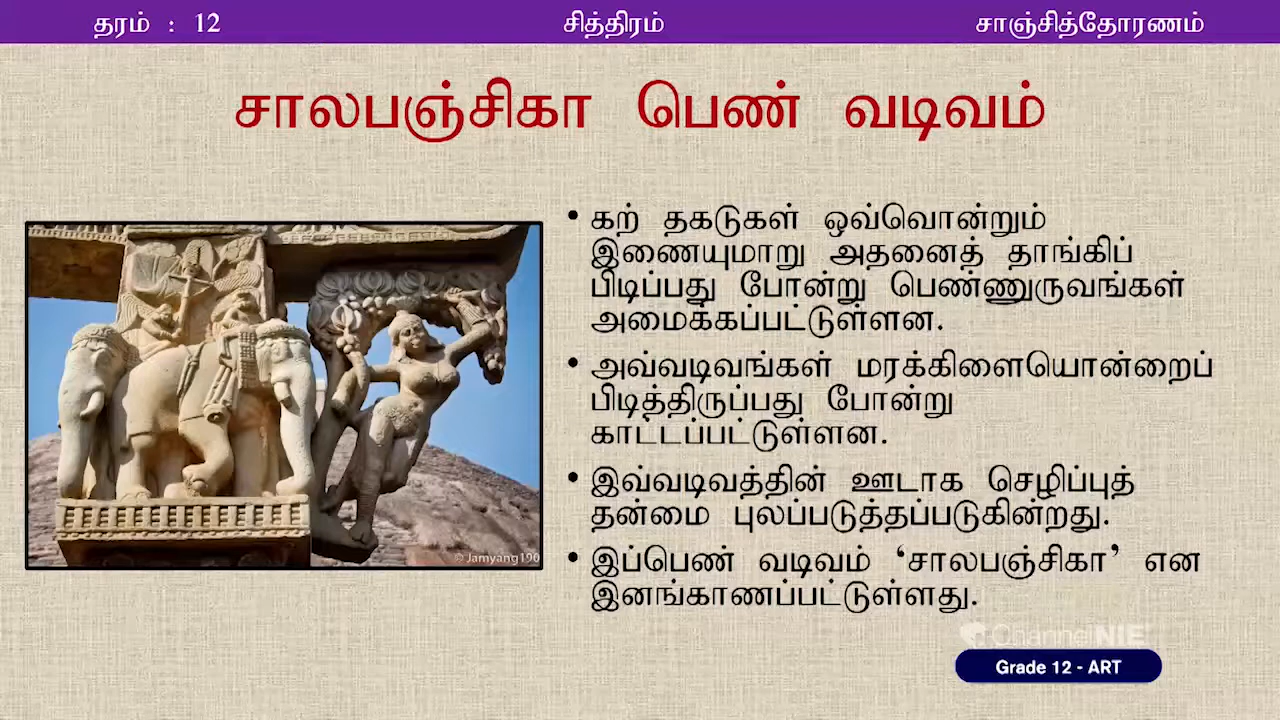 தரம் : 12
சித்திரம்
சாஞ்சித்தோரணம்
சாலபஞ்சிகா பெண் வடிவம்
• கற் தகடுகள் ஒவ்வொன்றும்
இணையுமாறு அதனைத் தாங்கிப்
பிடிப்பது போன்று பெண்ணுருவங்கள்
அமைக்கப்பட்டுள்ளன.
• அவ்வடிவங்கள் மரக்கிளையொன்றைப்
பிடித்திருப்பது போன்று
காட்டப்பட்டுள்ளன.
• இவ்வடிவத்தின் ஊடாக செழிப்புத்
தன்மை புலப்படுத்தப்படுகின்றது.
• இப்பெண் வடிவம் ‘சாலபஞ்சிகா’ என
இனங்காணப்பட்டுள்ளது.
© Jamyang190
Channel NIE
Grade 12 - ART